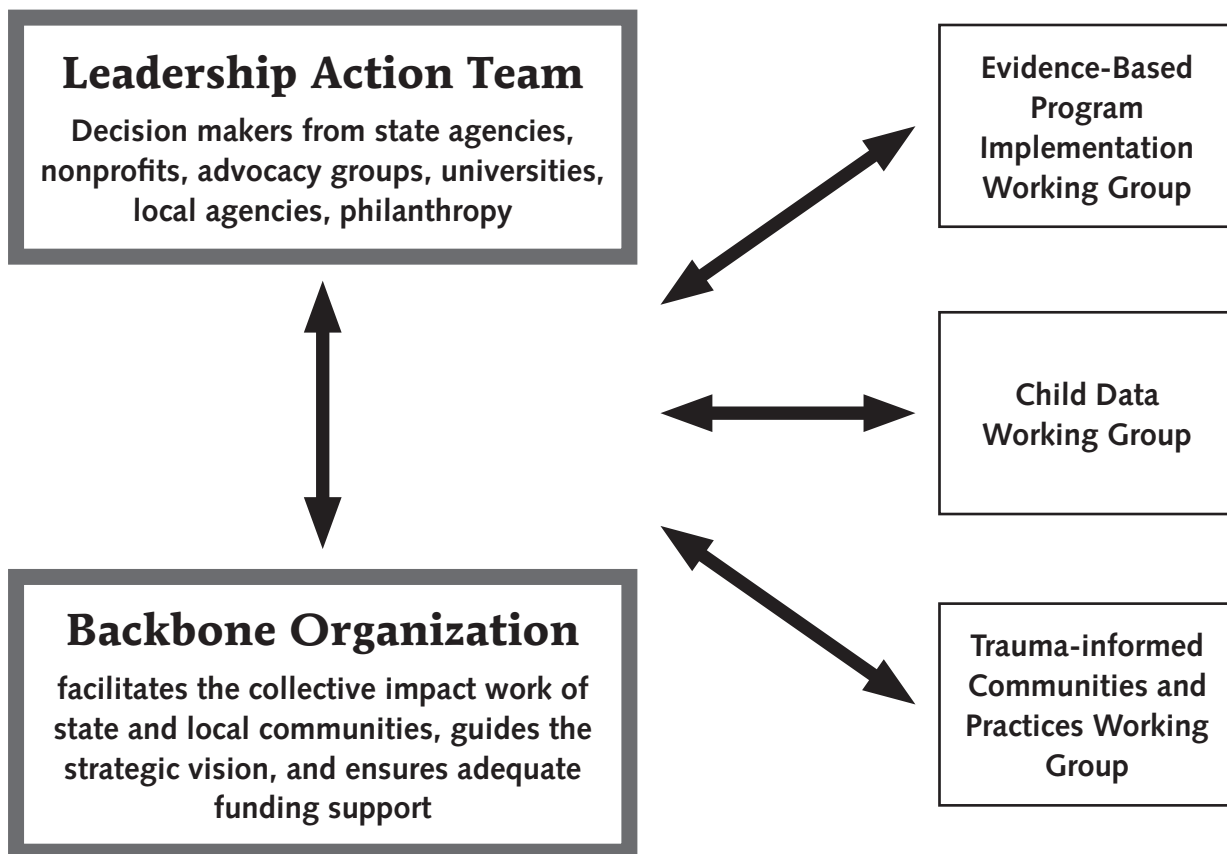 Leadership Action Team
Decision makers from state agencies,
nonprofits, advocacy groups, universities,
local agencies, philanthropy
Backbone Organization
facilitates the collective impact work of
state and local communities, guides the
strategic vision, and ensures adequate
funding support
Evidence-Based
Program
Implementation
Working Group
Child Data
Working Group
Trauma-informed
Communities and
Practices Working
Group